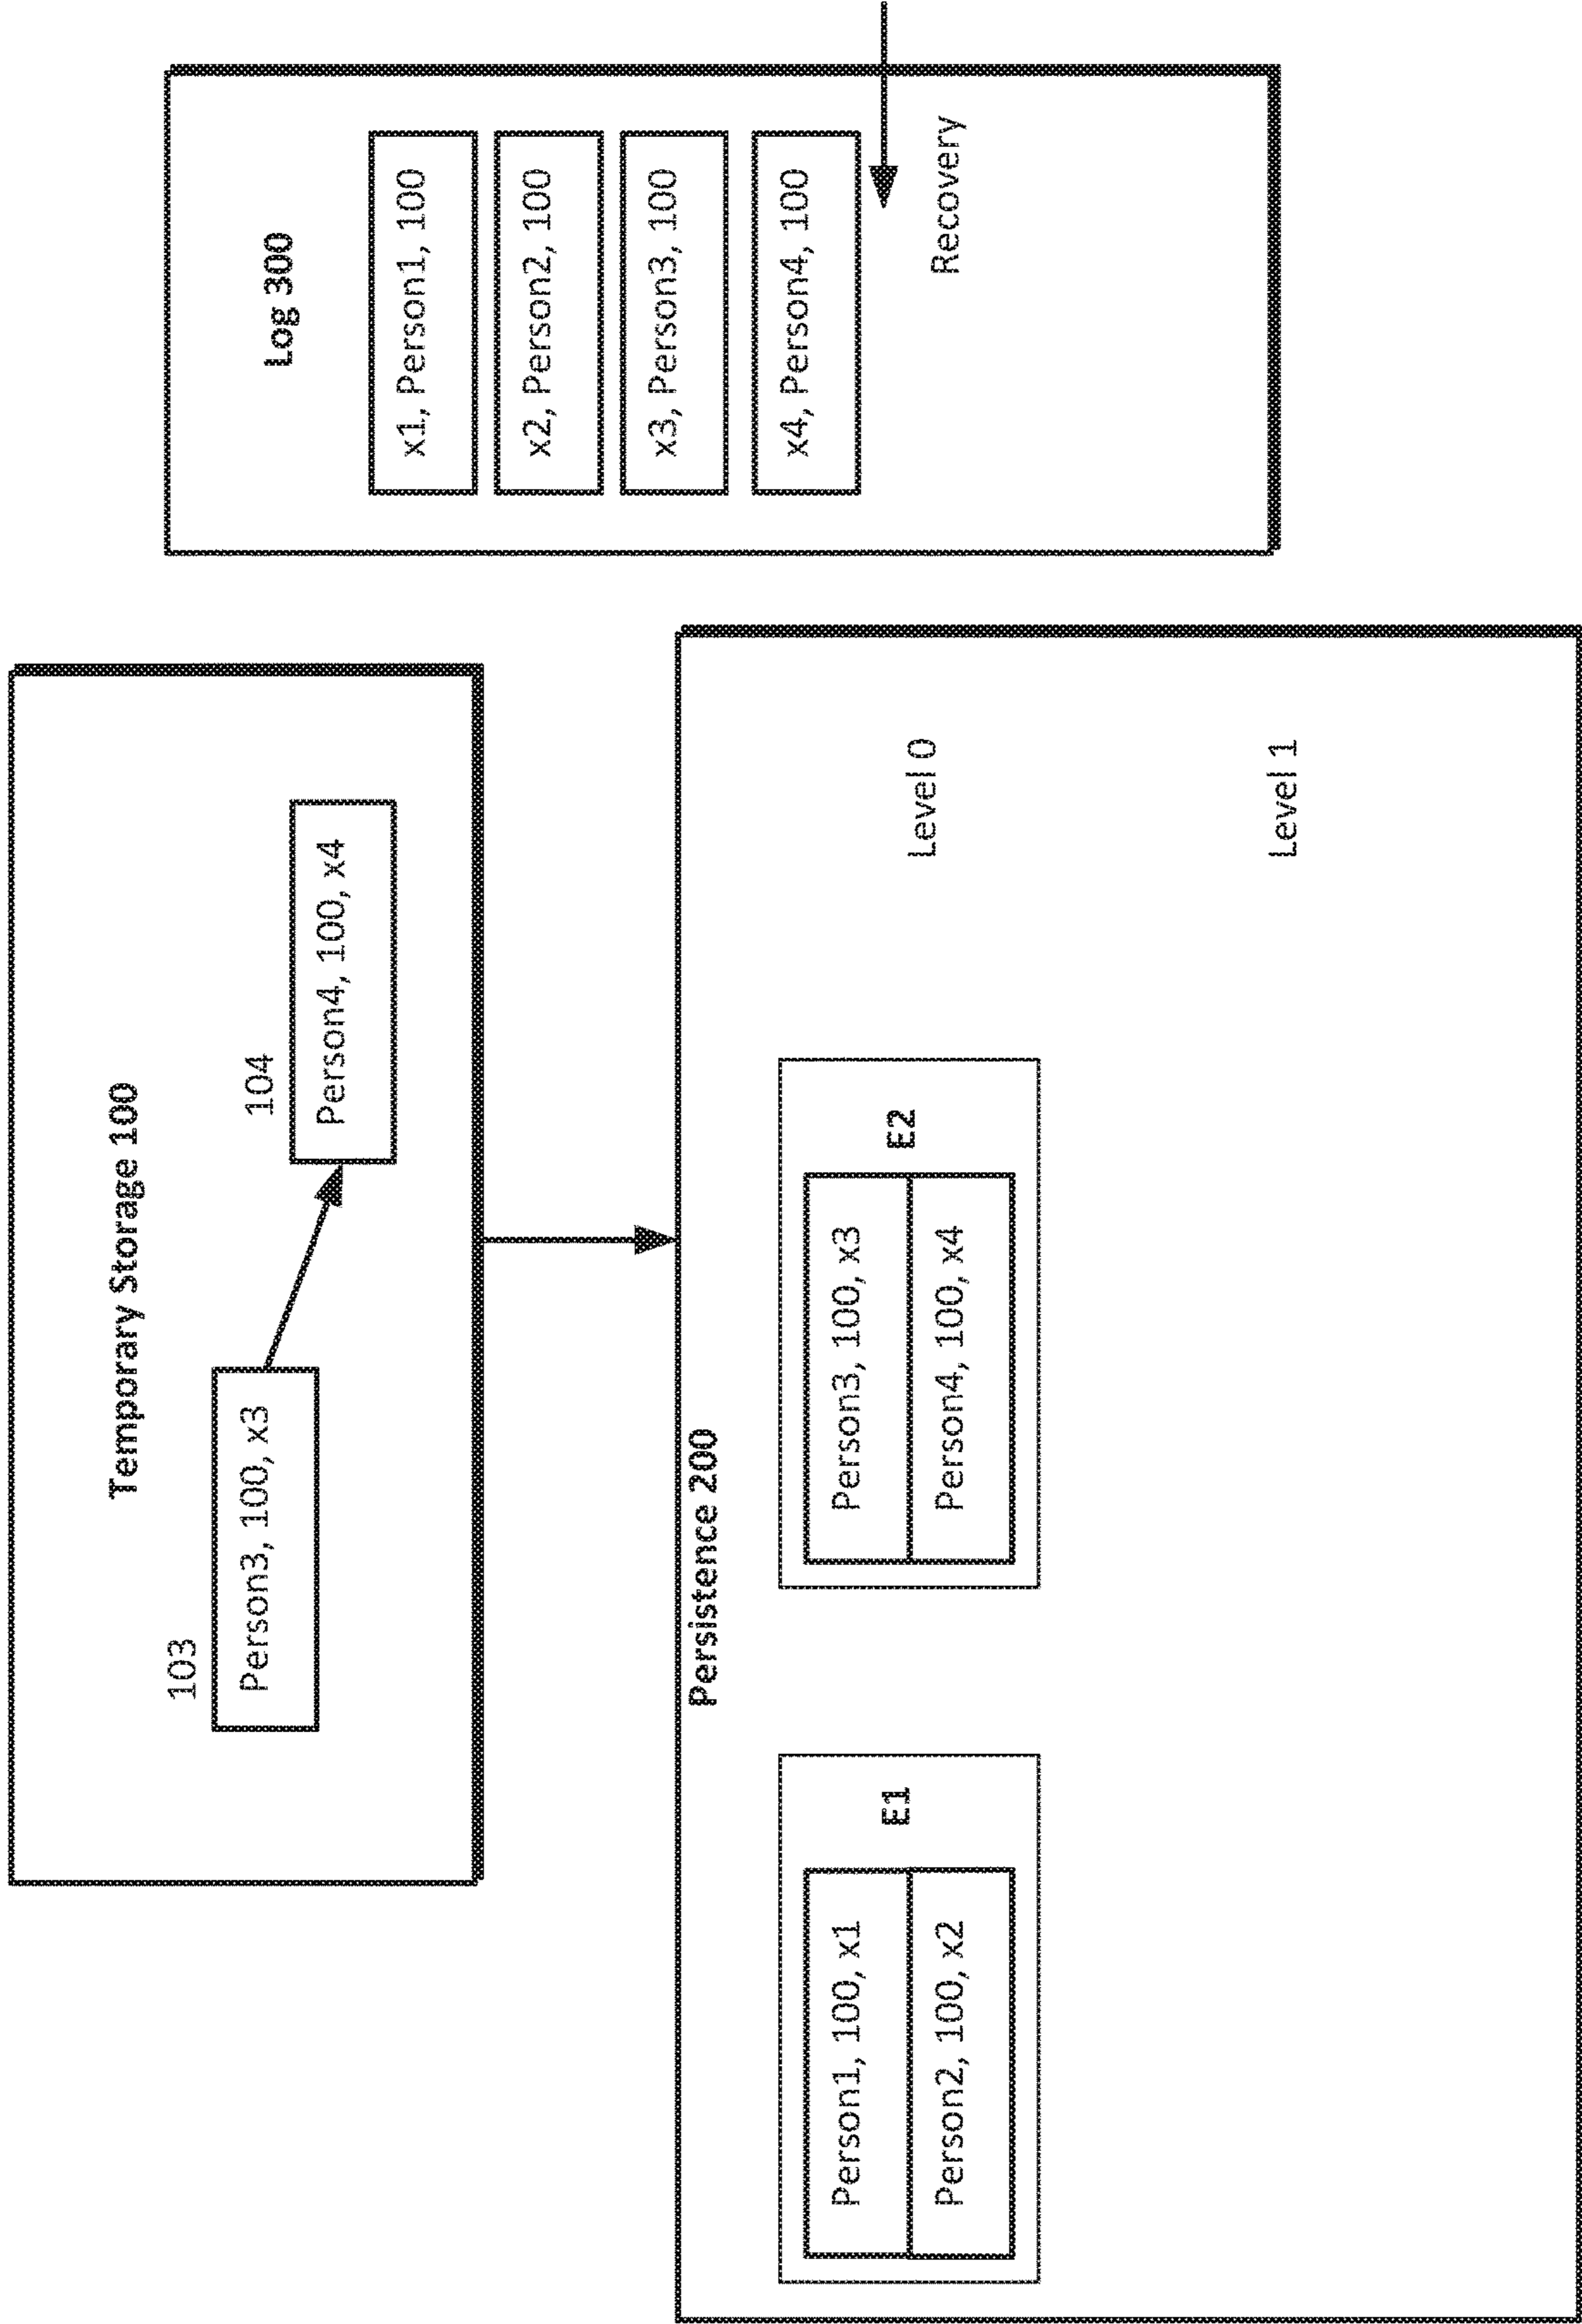 Temporary Storage 100
103
Person3, 100, x3
104
Person4, 100, x4
Log 300
x1, Person1, 100
x2, Person2, 100
x3, Person3, 100
x4, Person4, 100
Recovery
Persistence 200
E1
Person1, 100, x1
Person2, 100, x2
E2
Person3, 100, x3
Person4, 100, x4
Level 0
Level 1